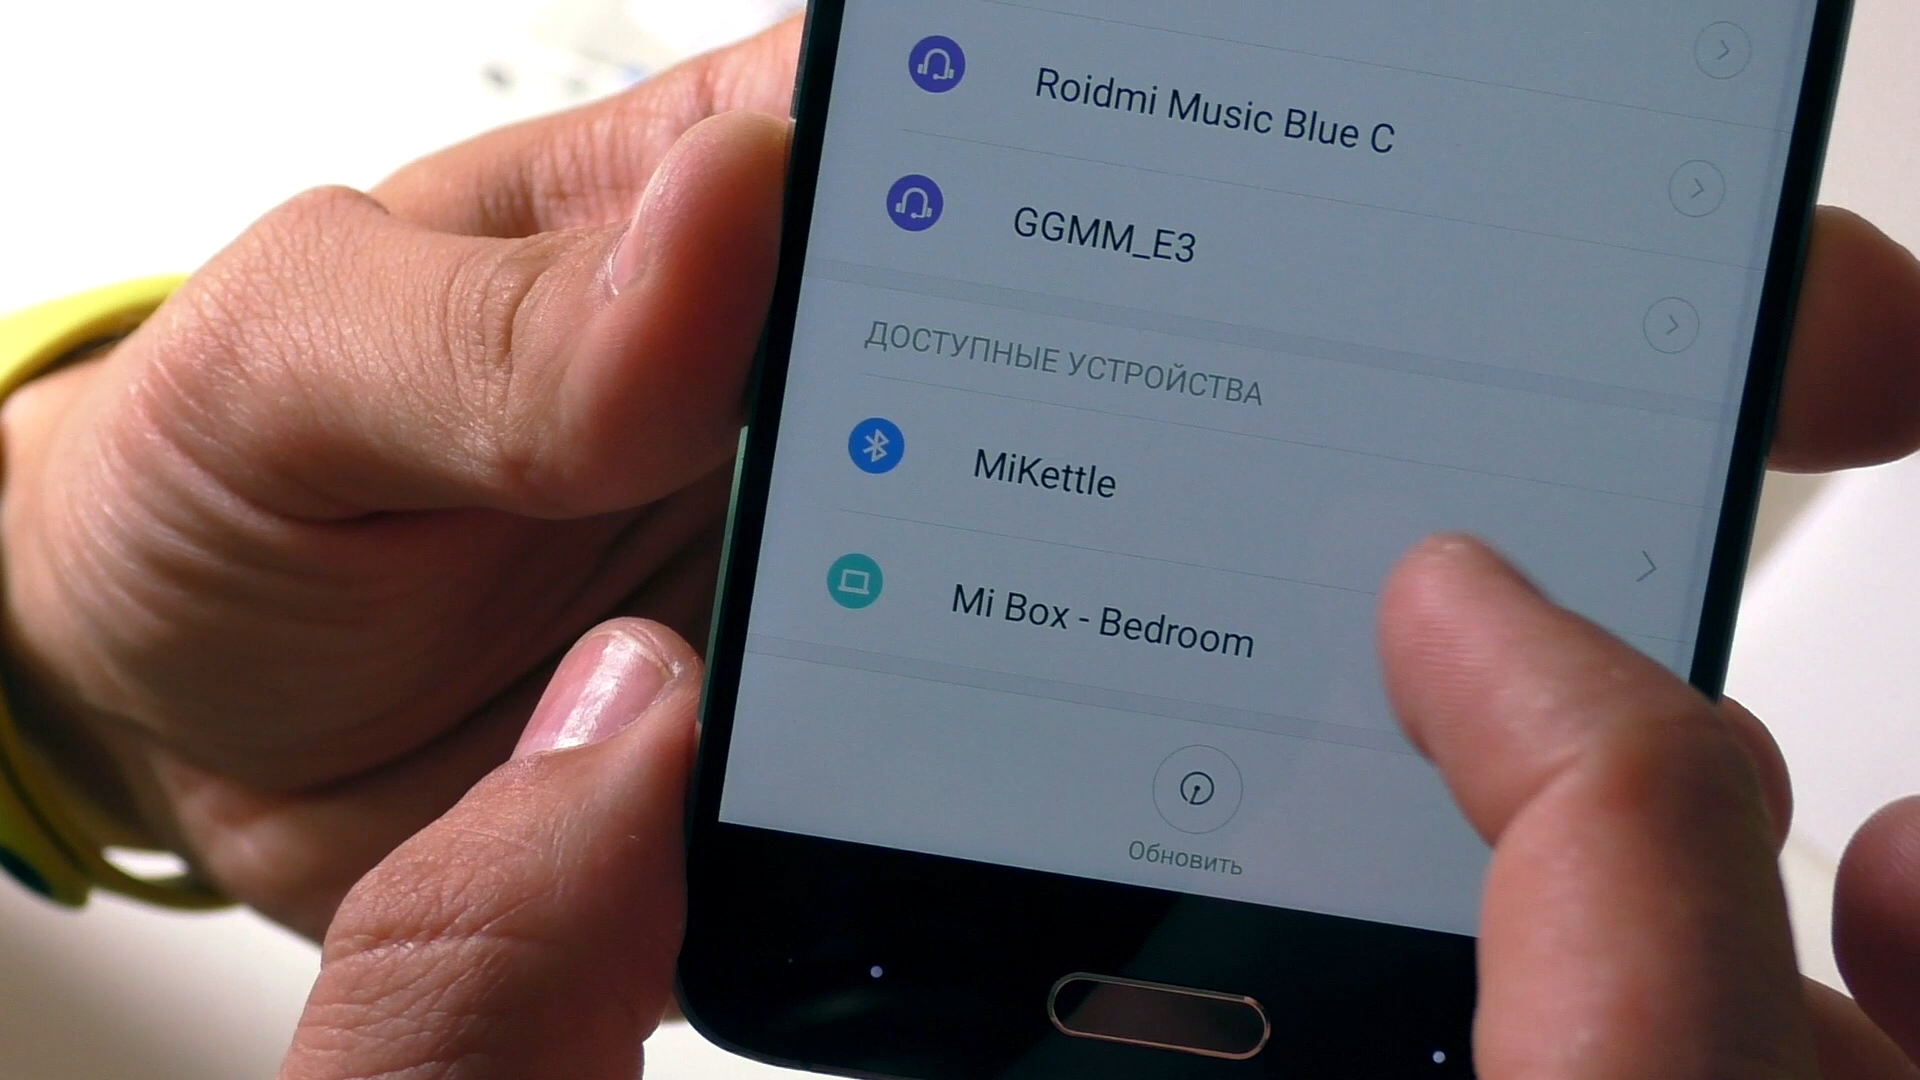 Roidmi Music Blue C
GGMM_E3
ДОСТУПНЫЕ УСТРОЙСТВА
MiKettle
Mi Box - Bedroom
Обновить